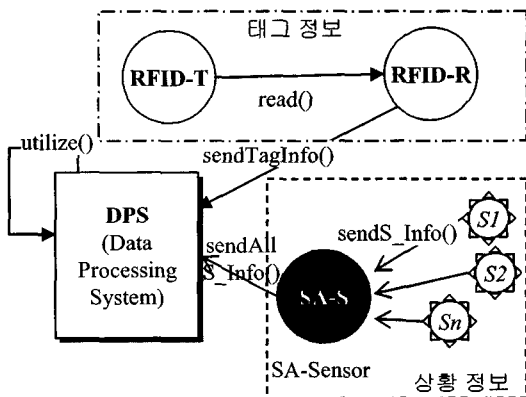 태그 정보
RFID-T
RFID-R
read()
utilize()
sendTagInfo()
DPS
(Data
Processing
System)
sendAll
S_Info()
sendS_Info()
S1
S2
Sn
SA-S
SA-Sensor
상황 정보